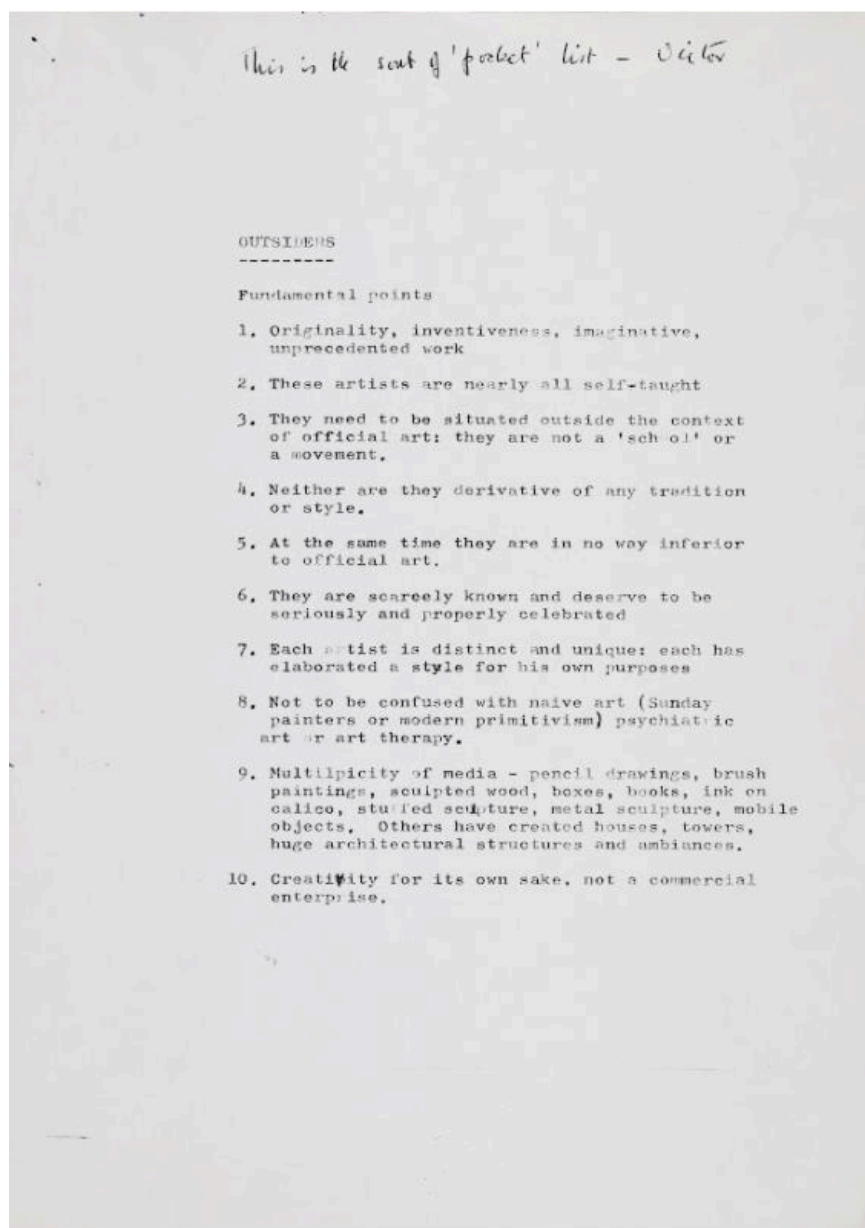 This is the sort of 'pocket' list - Victor
OUTSIDERS
---------
Fundamental points
1. Originality, inventiveness, imaginative,
unprecedented work
2. These artists are nearly all self-taught
3. They need to be situated outside the context
of official art: they are not a 'school' or
a movement.
4. Neither are they derivative of any tradition
or style.
5. At the same time they are in no way inferior
to official art.
6. They are scarcely known and deserve to be
seriously and properly celebrated
7. Each artist is distinct and unique: each has
elaborated a style for his own purposes
8. Not to be confused with naive art (Sunday
painters or modern primitivism) psychiatric
art or art therapy.
9. Multilpicity of media - pencil drawings, brush
paintings, sculpted wood, boxes, books, ink on
calico, stuffed sculpture, metal sculpture, mobile
objects. Others have created houses, towers,
huge architectural structures and ambiances.
10. Creativity for its own sake, not a commercial
enterprise.